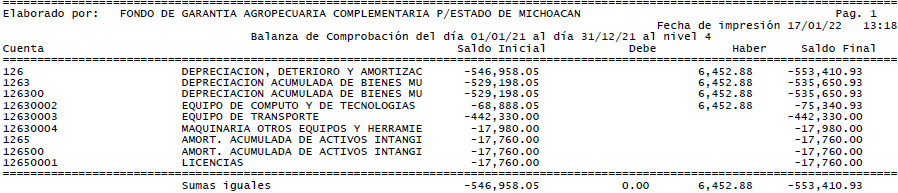 Elaborado por:   FONDO DE GARANTIA AGROPECUARIA COMPLEMENTARIA P/ESTADO DE MICHOACAN   Pag. 1
Fecha de impresión 17/01/22   13:18
Balanza de Comprobación del día 01/01/21 al día 31/12/21 al nivel 4
Cuenta   Saldo Inicial   Debe   Haber   Saldo Final
126   DEPRECIACION, DETERIORO Y AMORTIZAC   -546,958.05   6,452.88   -553,410.93
1263   DEPRECIACION ACUMULADA DE BIENES MU   -529,198.05   6,452.88   -535,650.93
126300   DEPRECIACION ACUMULADA DE BIENES MU   -529,198.05   6,452.88   -535,650.93
12630002   EQUIPO DE COMPUTO Y DE TECNOLOGIAS   -68,888.05   6,452.88   -75,340.93
12630003   EQUIPO DE TRANSPORTE   -442,330.00   -442,330.00
12630004   MAQUINARIA OTROS EQUIPOS Y HERRAMIE   -17,980.00   -17,980.00
1265   AMORT. ACUMULADA DE ACTIVOS INTANGI   -17,760.00   -17,760.00
126500   AMORT. ACUMULADA DE ACTIVOS INTANGI   -17,760.00   -17,760.00
12650001   LICENCIAS   -17,760.00   -17,760.00
Sumas iguales   -546,958.05   0.00   6,452.88   -553,410.93